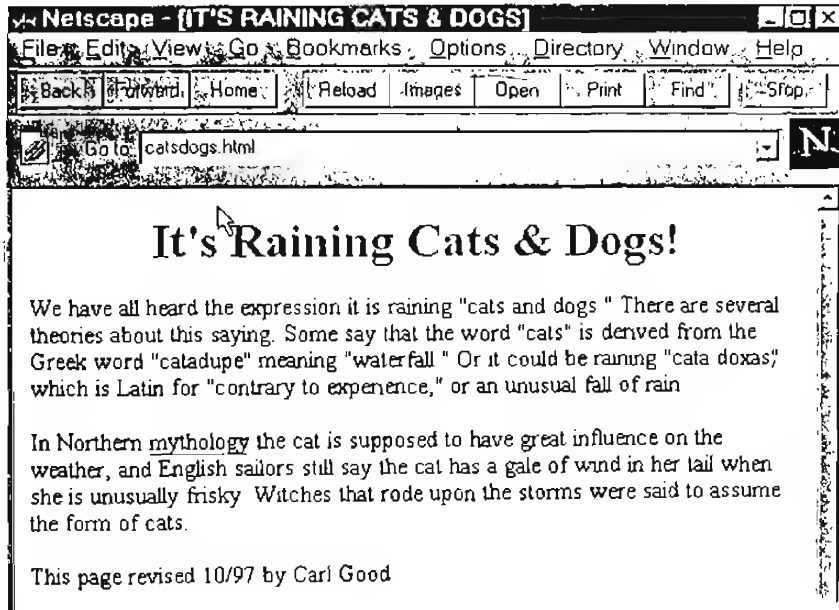 Netscape - [IT'S RAINING CATS & DOGS]
File Edit View Go Bookmarks Options Directory Window Help
Back Forward Home Reload Images Open Print Find Stop
Go to catsdogs.html N
It's Raining Cats & Dogs!
We have all heard the expression it is raining "cats and dogs " There are several
theories about this saying. Some say that the word "cats" is derived from the
Greek word "catadupe" meaning "waterfall " Or it could be raining "cata doxas,"
which is Latin for "contrary to experience," or an unusual fall of rain
In Northern mythology the cat is supposed to have great influence on the
weather, and English sailors still say the cat has a gale of wind in her tail when
she is unusually frisky Witches that rode upon the storms were said to assume
the form of cats.
This page revised 10/97 by Carl Good